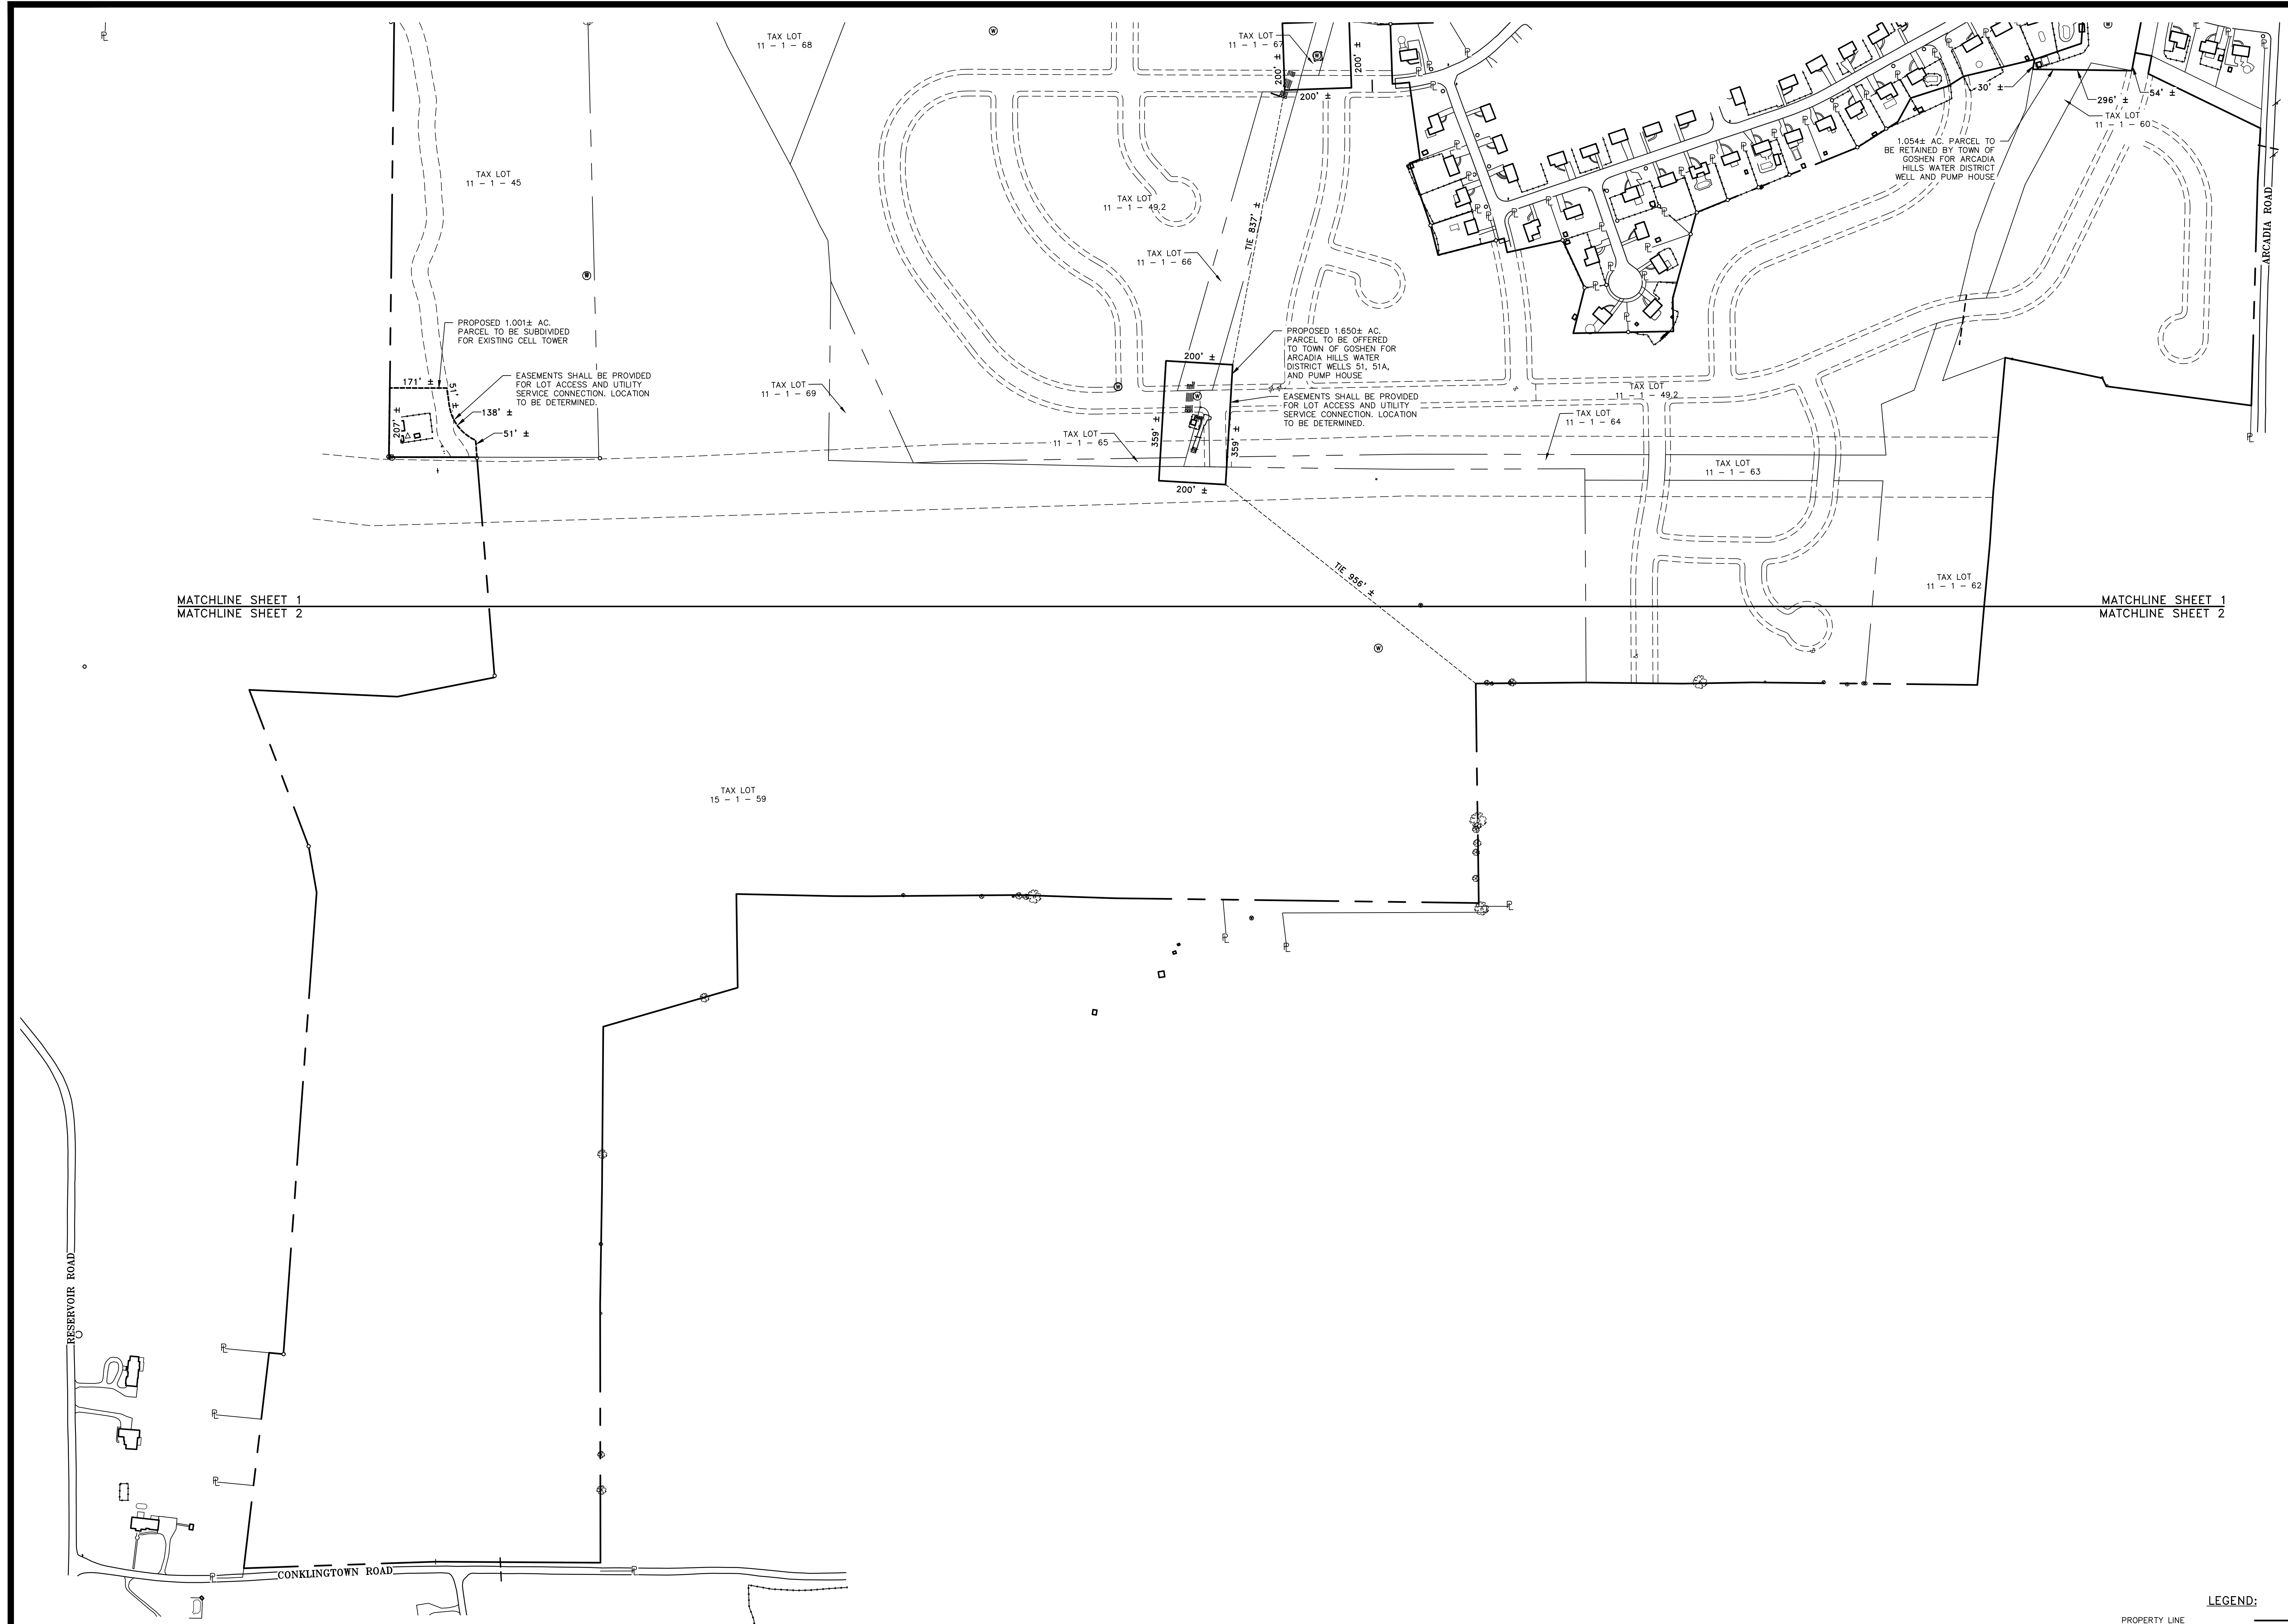 TAX LOT
11 - 1 - 68
TAX LOT
11 - 1 - 67
200' ±
200' ±
200' ±
30' ±
296' ±
54' ±
TAX LOT
11 - 1 - 60
1.054± AC. PARCEL TO
BE RETAINED BY TOWN OF
GOSHEN FOR ARCADIA
HILLS WATER DISTRICT
WELL AND PUMP HOUSE
ARCADIA ROAD
TAX LOT
11 - 1 - 45
TAX LOT
11 - 1 - 49.2
TIE 837' ±
TAX LOT
11 - 1 - 66
PROPOSED 1.001± AC.
PARCEL TO BE SUBDIVIDED
FOR EXISTING CELL TOWER
171' ±
51' ±
EASEMENTS SHALL BE PROVIDED
FOR LOT ACCESS AND UTILITY
SERVICE CONNECTION. LOCATION
TO BE DETERMINED.
138' ±
51' ±
207' ±
TAX LOT
11 - 1 - 69
PROPOSED 1.650± AC.
PARCEL TO BE OFFERED
TO TOWN OF GOSHEN FOR
ARCADIA HILLS WATER
DISTRICT WELLS 51, 51A,
AND PUMP HOUSE
200' ±
EASEMENTS SHALL BE PROVIDED
FOR LOT ACCESS AND UTILITY
SERVICE CONNECTION. LOCATION
TO BE DETERMINED.
359' ±
359' ±
200' ±
TAX LOT
11 - 1 - 65
TAX LOT
11 - 1 - 49.2
TAX LOT
11 - 1 - 64
TAX LOT
11 - 1 - 63
TIE 956' ±
TAX LOT
11 - 1 - 62
MATCHLINE SHEET 1
MATCHLINE SHEET 2
MATCHLINE SHEET 1
MATCHLINE SHEET 2
TAX LOT
15 - 1 - 59
RESERVOIR ROAD
CONKLINGTOWN ROAD
LEGEND:
PROPERTY LINE